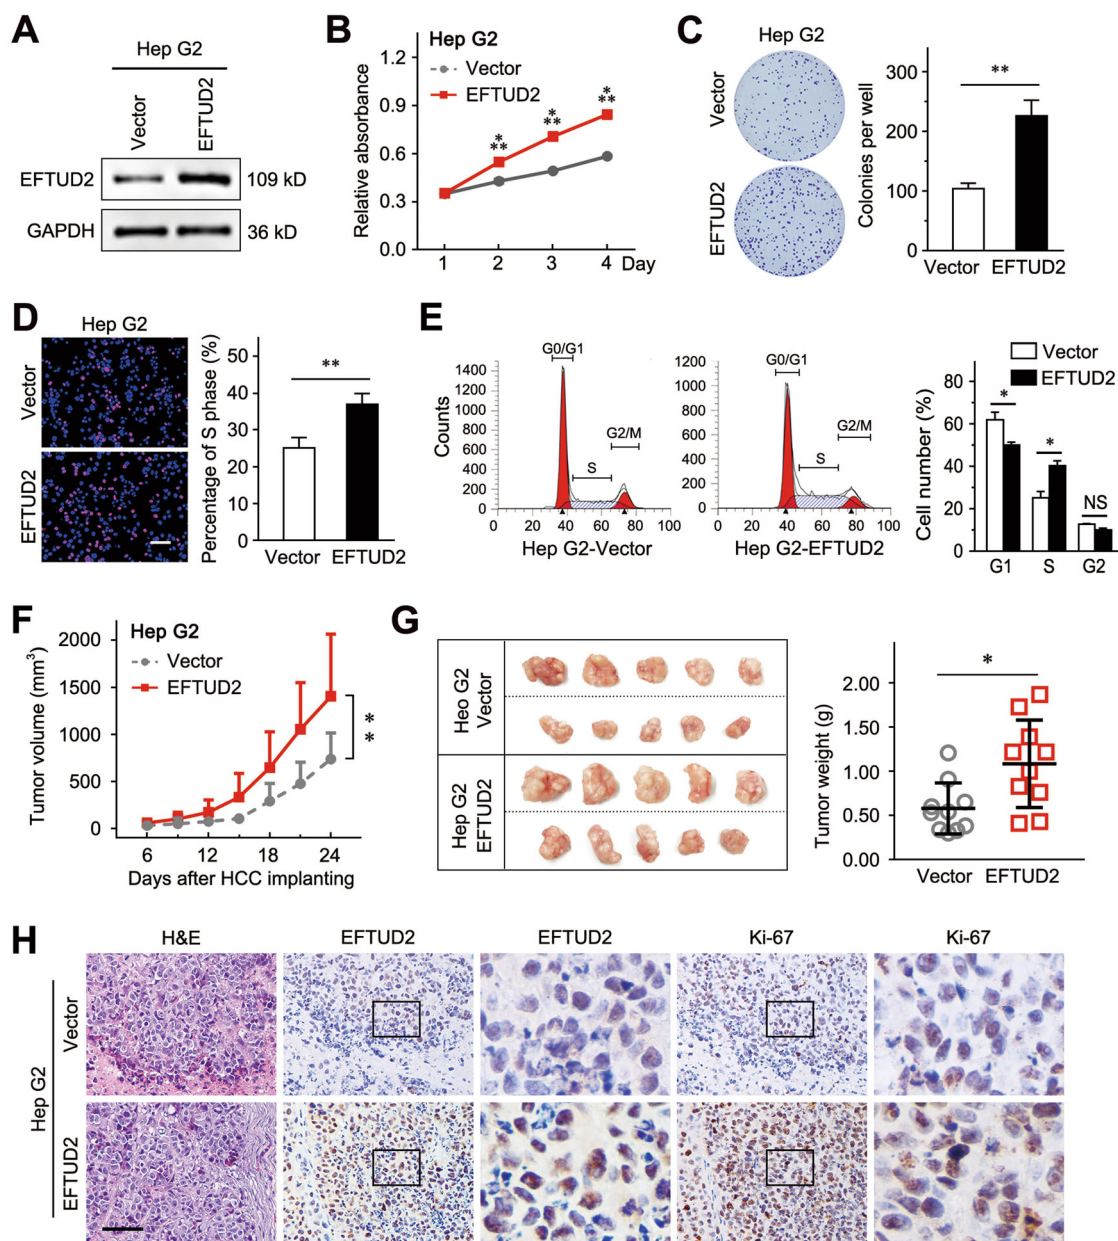 A
Hep G2
Vector
EFTUD2
EFTUD2
109 kD
GAPDH
36 kD
B
Hep G2
Vector
EFTUD2
Relative absorbance
1.2
0.9
0.6
0.3
0.0
* **
* **
* **
1 2 3 4 Day
C
Hep G2
Vector
EFTUD2
Colonies per well
300
200
100
0
**
Vector EFTUD2
D
Hep G2
Vector
EFTUD2
Percentage of S phase (%)
50
40
30
20
10
0
**
Vector EFTUD2
E
Counts
1400
1200
1000
800
600
400
200
0
G0/G1
S
G2/M
0 20 40 60 80 100
Hep G2-Vector
1200
1000
800
600
400
200
0
G0/G1
S
G2/M
0 20 40 60 80 100
Hep G2-EFTUD2
Vector
EFTUD2
Cell number (%)
80
60
40
20
0
*
*
NS
G1 S G2
F
Hep G2
Vector
EFTUD2
Tumor volume (mm³)
2000
1500
1000
500
0
**
6 12 18 24
Days after HCC implanting
G
Heo G2
Vector
Hep G2
EFTUD2
Tumor weight (g)
2.00
1.50
1.00
0.50
0.00
*
Vector EFTUD2
H
H&E EFTUD2 EFTUD2 Ki-67 Ki-67
Hep G2
Vector
EFTUD2